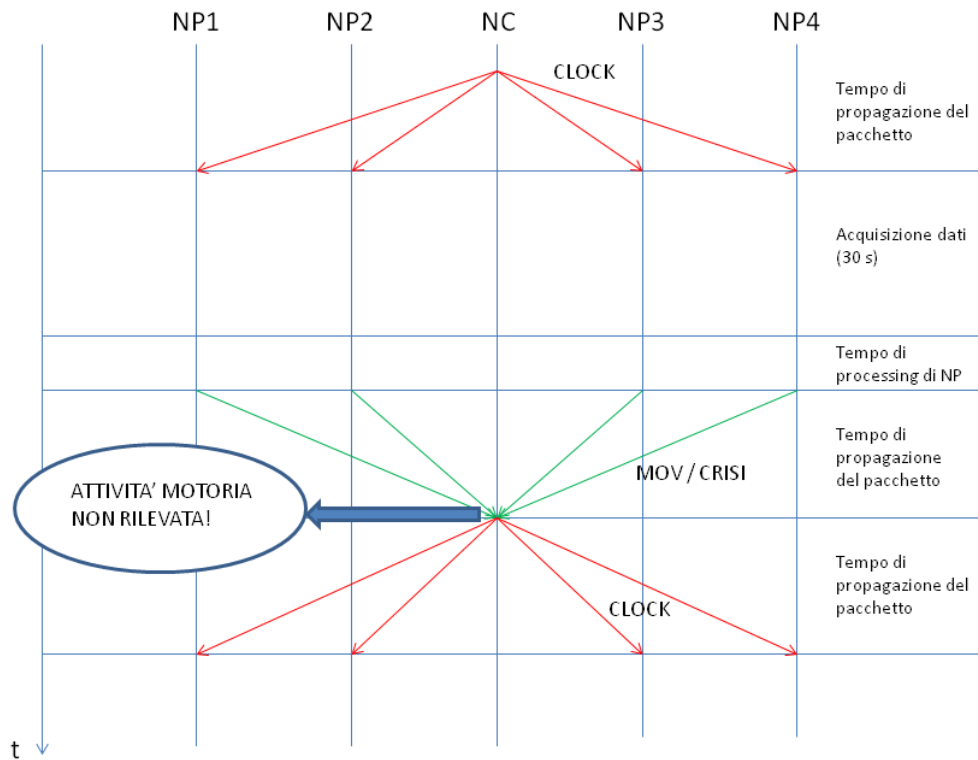 NP1 NP2 NC NP3 NP4
CLOCK
Tempo di
propagazione del
pacchetto
Acquisizione dati
(30 s)
Tempo di
processing di NP
Tempo di
propagazione
del pacchetto
MOV / CRISI
ATTIVITA’ MOTORIA
NON RILEVATA!
Tempo di
propagazione del
pacchetto
CLOCK
t